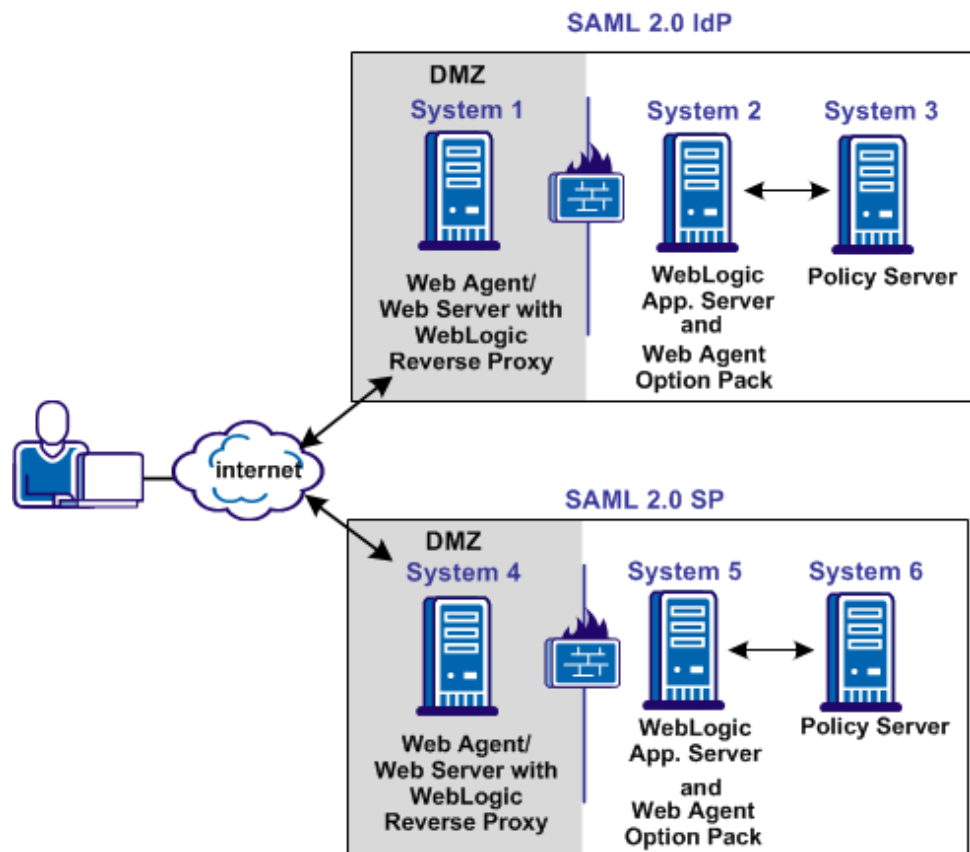 SAML 2.0 IdP
DMZ
System 1
System 2
System 3
Web Agent/
Web Server with
WebLogic
Reverse Proxy
WebLogic
App. Server
and
Web Agent
Option Pack
Policy Server
internet
SAML 2.0 SP
DMZ
System 4
System 5
System 6
Web Agent/
Web Server with
WebLogic
Reverse Proxy
WebLogic
App. Server
and
Web Agent
Option Pack
Policy Server